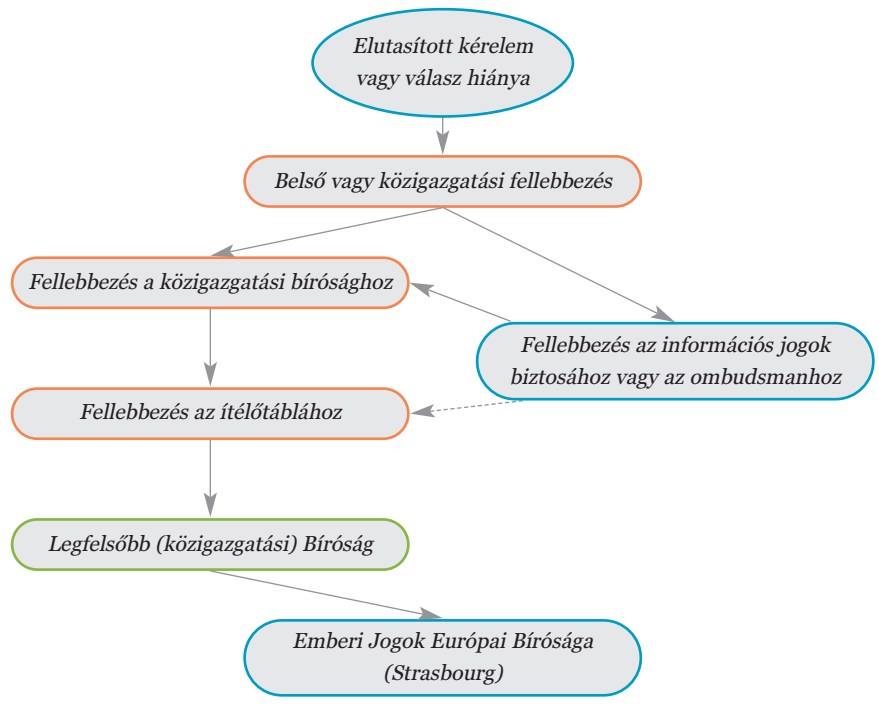 Elutasított kérelem
vagy válasz hiánya
Belső vagy közigazgatási fellebbezés
Fellebbezés a közigazgatási bírósághoz
Fellebbezés az információs jogok
biztosához vagy az ombudsmanhoz
Fellebbezés az ítélőtáblához
Legfelsőbb (közigazgatási) Bíróság
Emberi Jogok Európai Bírósága
(Strasbourg)